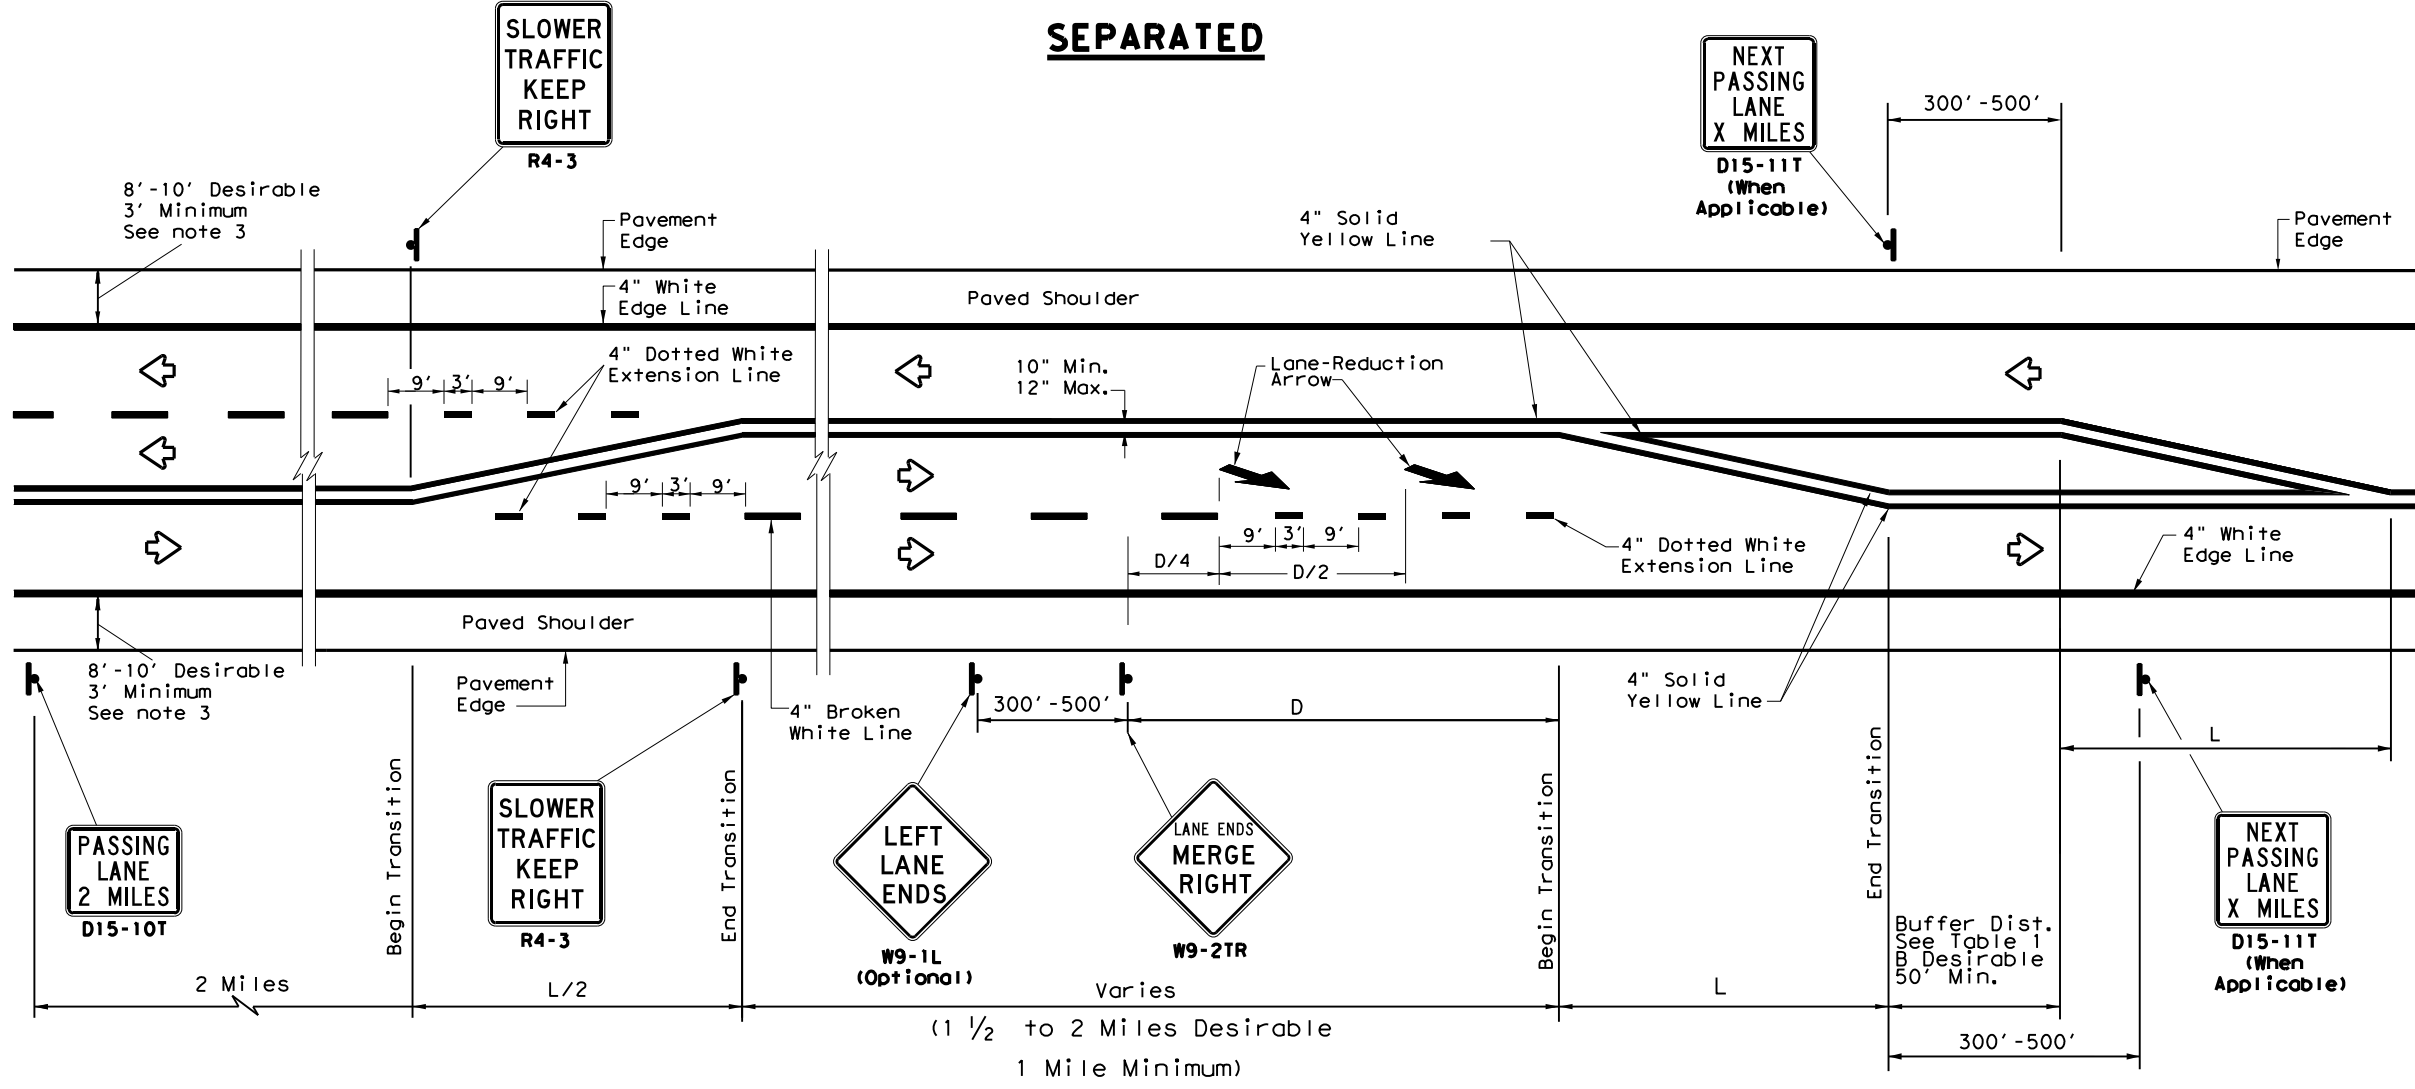 SEPARATED
SLOWER
TRAFFIC
KEEP
RIGHT
R4-3
NEXT
PASSING
LANE
X MILES
D15-11T
(When
Applicable)
300'-500'
8'-10' Desirable
3' Minimum
See note 3
Pavement
Edge
4" Solid
Yellow Line
Pavement
Edge
4" White
Edge Line
Paved Shoulder
4" Dotted White
Extension Line
9'
3'
9'
10" Min.
12" Max.
Lane-Reduction
Arrow
9'
3'
9'
9'
3'
9'
D/4
D/2
4" Dotted White
Extension Line
4" White
Edge Line
Paved Shoulder
8'-10' Desirable
3' Minimum
See note 3
Pavement
Edge
4" Broken
White Line
300'-500'
D
4" Solid
Yellow Line
L
PASSING
LANE
2 MILES
D15-10T
Begin Transition
SLOWER
TRAFFIC
KEEP
RIGHT
R4-3
End Transition
LEFT
LANE
ENDS
W9-1L
(Optional)
LANE ENDS
MERGE
RIGHT
W9-2TR
Begin Transition
End Transition
Buffer Dist.
See Table 1
B Desirable
50' Min.
NEXT
PASSING
LANE
X MILES
D15-11T
(When
Applicable)
2 Miles
L/2
Varies
(1 1/2 to 2 Miles Desirable
1 Mile Minimum)
L
300'-500'